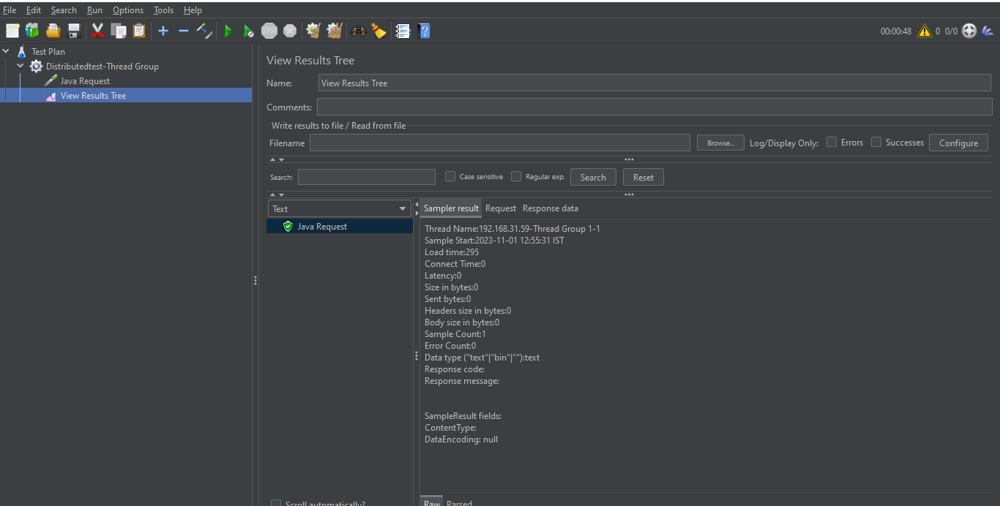 File Edit Search Run Options Tools Help
00:00:48 0 0/0
Test Plan
Distributedtest-Thread Group
Java Request
View Results Tree
View Results Tree
Name: View Results Tree
Comments:
Write results to file / Read from file
Filename Browse... Log/Display Only: Errors Successes Configure
Search: Case sensitive Regular exp. Search Reset
Text
Java Request
Sampler result Request Response data
Thread Name:192.168.31.59-Thread Group 1-1
Sample Start:2023-11-01 12:55:31 IST
Load time:295
Connect Time:0
Latency:0
Size in bytes:0
Sent bytes:0
Headers size in bytes:0
Body size in bytes:0
Sample Count:1
Error Count:0
Data type ("text"|"bin"|""):text
Response code:
Response message:
SampleResult fields:
ContentType:
DataEncoding: null
Scroll automatically?
Raw Parsed